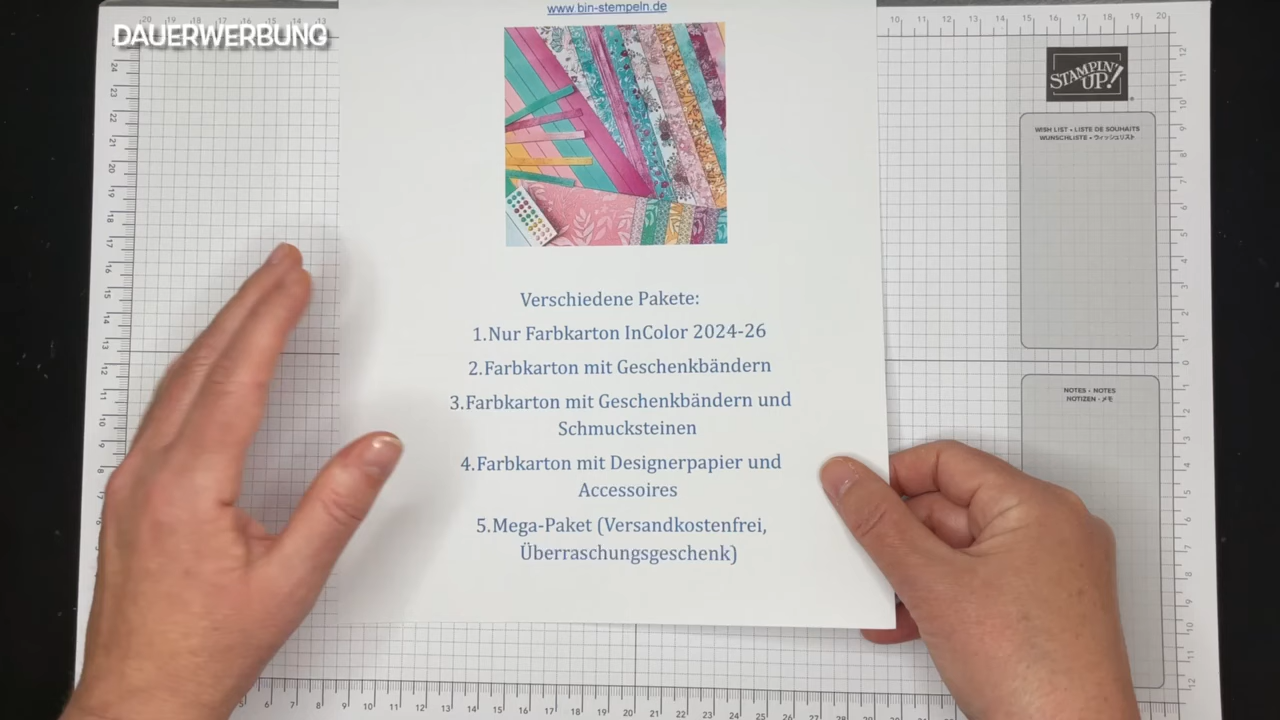 DAUERWERBUNG
www.bin-stempeln.de
Verschiedene Pakete:
1.Nur Farbkarton InColor 2024-26
2.Farbkarton mit Geschenkbändern
3.Farbkarton mit Geschenkbändern und
Schmucksteinen
4.Farbkarton mit Designerpapier und
Accessoires
5.Mega-Paket (Versandkostenfrei,
Überraschungsgeschenk)
STAMPIN'
UP!
WISH LIST • LISTE DE SOUHAITS
WUNSCHLISTE • ウィッシュリスト
NOTES • NOTES
NOTIZEN • メモ